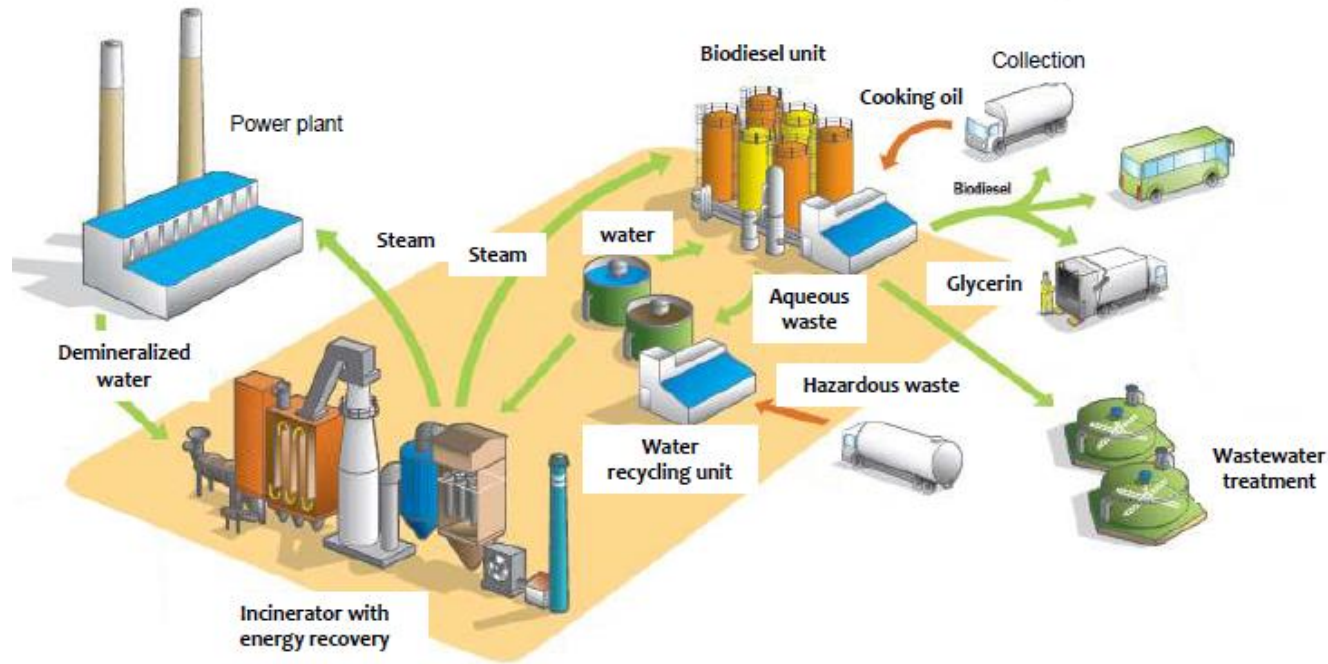 Biodiesel unit
Collection
Cooking oil
Power plant
Biodiesel
Steam
Steam
water
Glycerin
Aqueous
waste
Demineralized
water
Hazardous waste
Water
recycling unit
Wastewater
treatment
Incinerator with
energy recovery